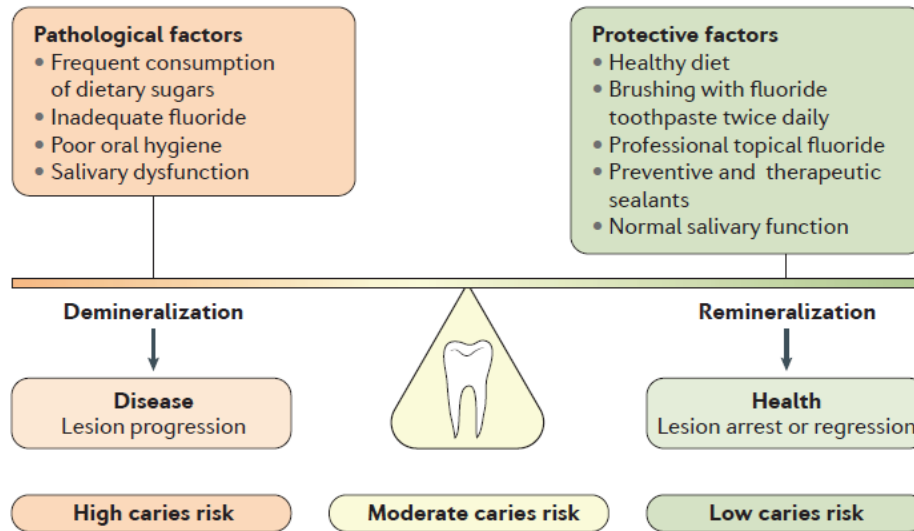 Pathological factors
• Frequent consumption
of dietary sugars
• Inadequate fluoride
• Poor oral hygiene
• Salivary dysfunction
Protective factors
• Healthy diet
• Brushing with fluoride
toothpaste twice daily
• Professional topical fluoride
• Preventive and therapeutic
sealants
• Normal salivary function
Demineralization
Remineralization
Disease
Lesion progression
Health
Lesion arrest or regression
High caries risk
Moderate caries risk
Low caries risk